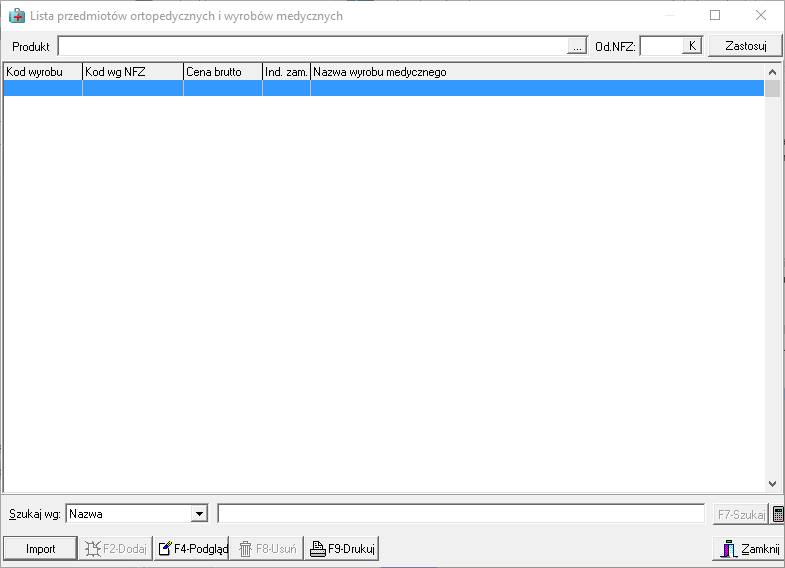 Lista przedmiotów ortopedycznych i wyrobów medycznych
Produkt ... Od.NFZ: K Zastosuj
Kod wyrobu Kod wg NFZ Cena brutto Ind. zam. Nazwa wyrobu medycznego
Szukaj wg: Nazwa F7-Szukaj
Import F2-Dodaj F4-Podgląd F8-Usuń F9-Drukuj Zamknij